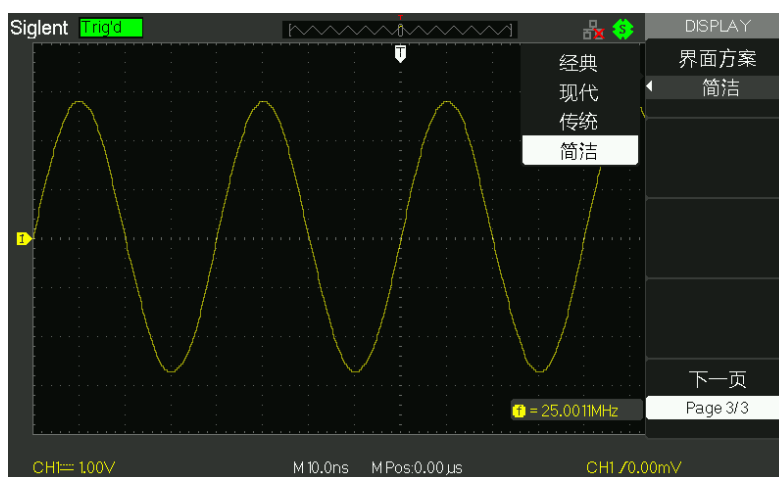 Siglent Trig'd
T
S
DISPLAY
界面方案
简洁
经典
现代
传统
简洁
1
下一页
Page 3/3
f = 25.0011MHz
CH1 1.00V
M 10.0ns
M Pos:0.00μs
CH1 /0.00mV